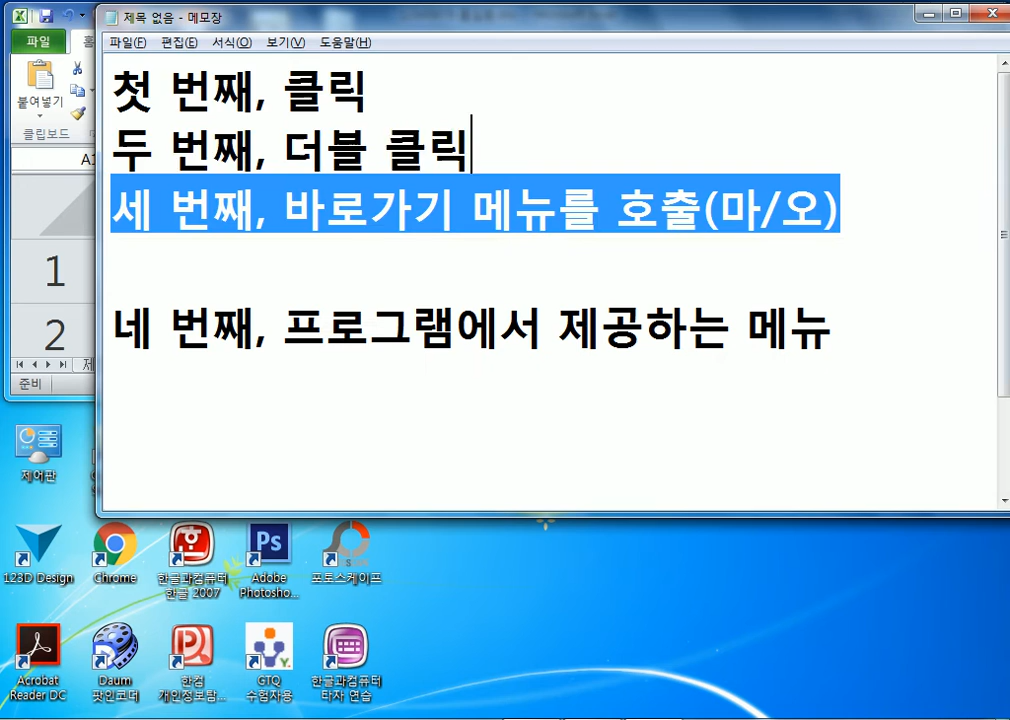 제목 없음 - 메모장
파일(F) 편집(E) 서식(O) 보기(V) 도움말(H)
첫 번째, 클릭
두 번째, 더블 클릭
세 번째, 바로가기 메뉴를 호출(마/오)
네 번째, 프로그램에서 제공하는 메뉴
파일
홈
붙여넣기
클립보드
A1
1
2
준비
제어판
123D Design
Chrome
한글과컴퓨터
한글 2007
Ps
Adobe
Photosho...
포토스케이프
Acrobat
Reader DC
Daum
팟인코더
한컴
개인정보탐...
GTQ
수험자용
한글과컴퓨터
타자 연습